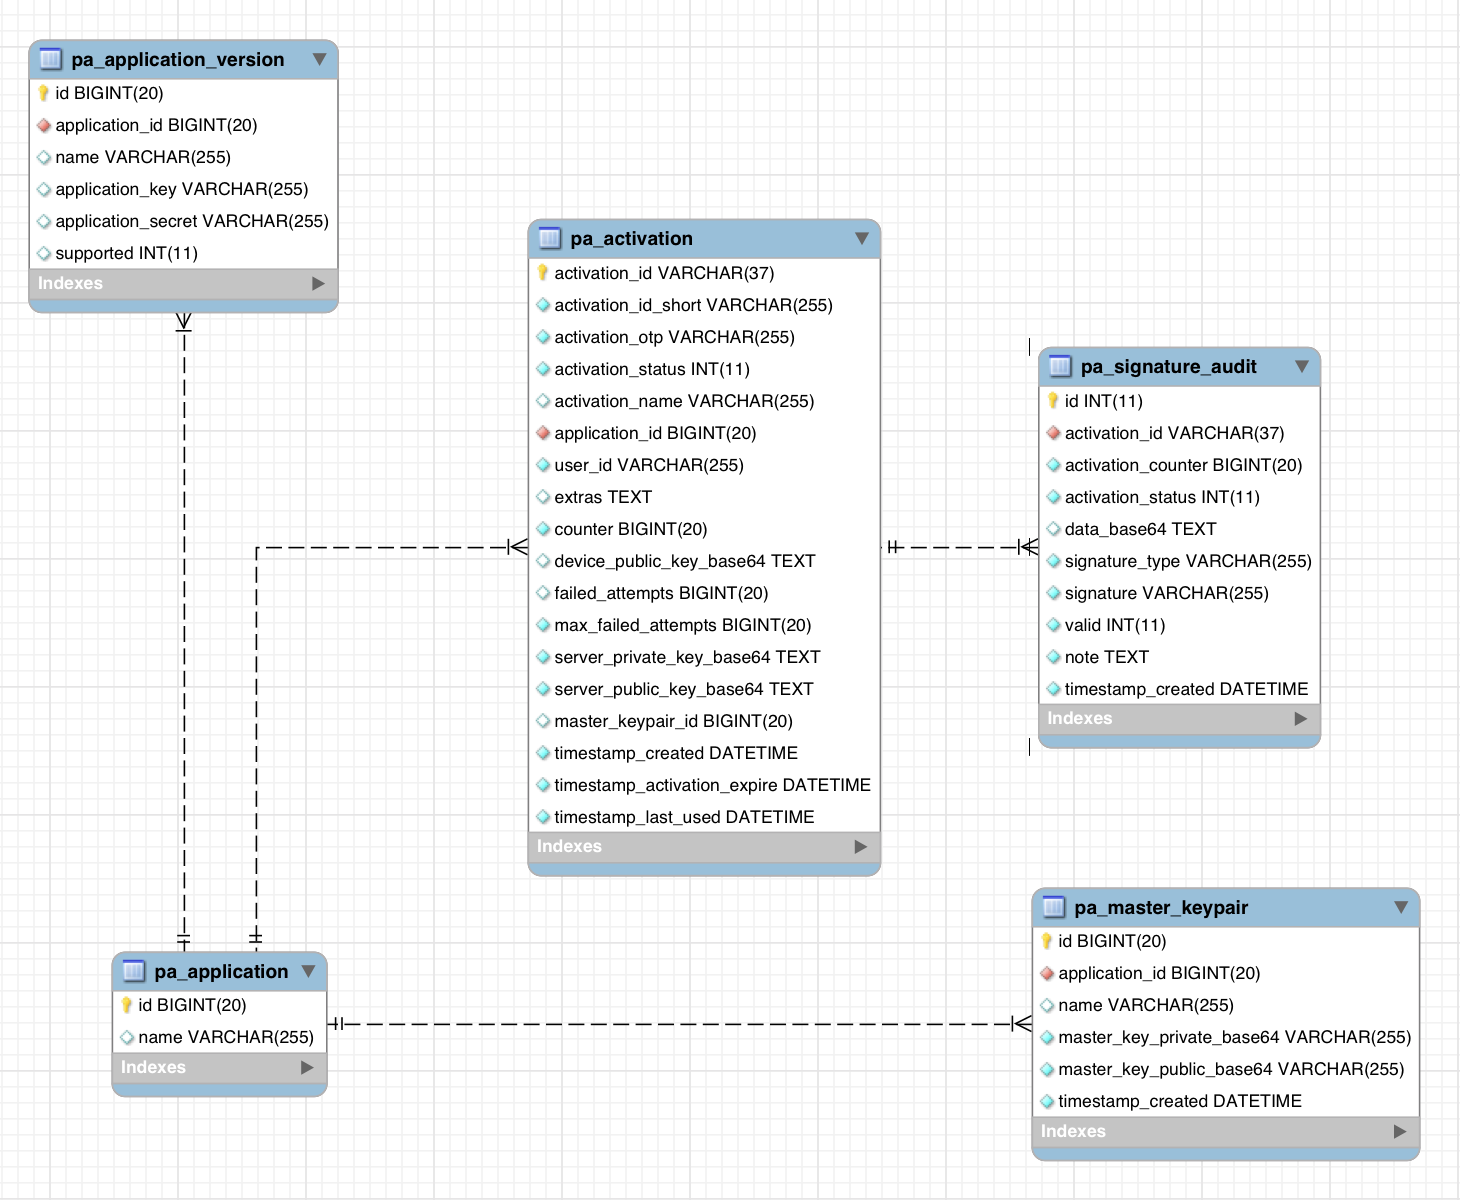 pa_application_version
id BIGINT(20)
application_id BIGINT(20)
name VARCHAR(255)
application_key VARCHAR(255)
application_secret VARCHAR(255)
supported INT(11)
Indexes
pa_activation
activation_id VARCHAR(37)
activation_id_short VARCHAR(255)
activation_otp VARCHAR(255)
activation_status INT(11)
activation_name VARCHAR(255)
application_id BIGINT(20)
user_id VARCHAR(255)
extras TEXT
counter BIGINT(20)
device_public_key_base64 TEXT
failed_attempts BIGINT(20)
max_failed_attempts BIGINT(20)
server_private_key_base64 TEXT
server_public_key_base64 TEXT
master_keypair_id BIGINT(20)
timestamp_created DATETIME
timestamp_activation_expire DATETIME
timestamp_last_used DATETIME
Indexes
pa_signature_audit
id INT(11)
activation_id VARCHAR(37)
activation_counter BIGINT(20)
activation_status INT(11)
data_base64 TEXT
signature_type VARCHAR(255)
signature VARCHAR(255)
valid INT(11)
note TEXT
timestamp_created DATETIME
Indexes
pa_application
id BIGINT(20)
name VARCHAR(255)
Indexes
pa_master_keypair
id BIGINT(20)
application_id BIGINT(20)
name VARCHAR(255)
master_key_private_base64 VARCHAR(255)
master_key_public_base64 VARCHAR(255)
timestamp_created DATETIME
Indexes